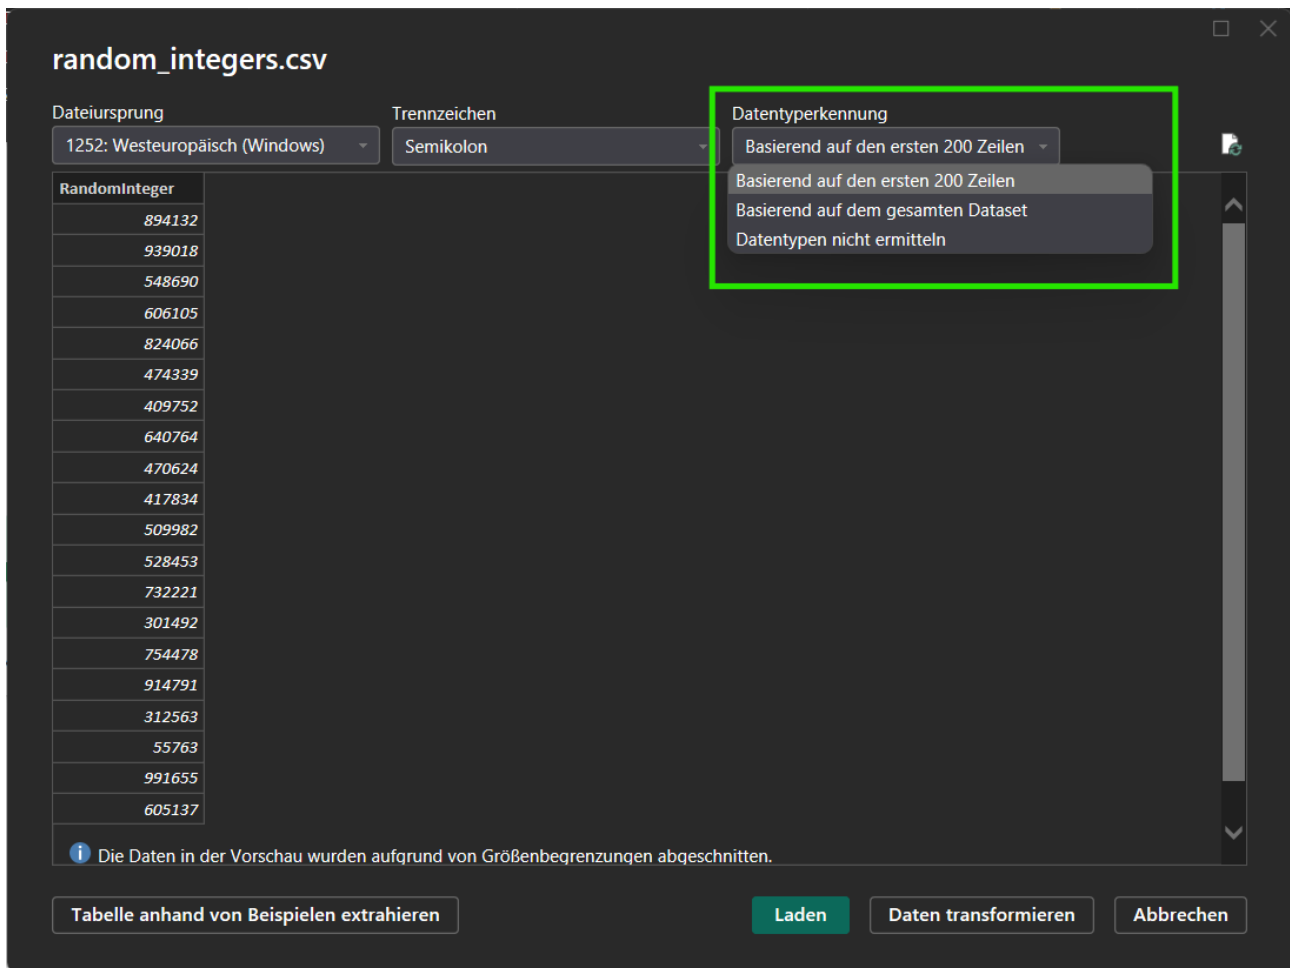 random_integers.csv
Dateiursprung
Trennzeichen
Datentyperkennung
1252: Westeuropäisch (Windows)
Semikolon
Basierend auf den ersten 200 Zeilen
Basierend auf den ersten 200 Zeilen
Basierend auf dem gesamten Dataset
Datentypen nicht ermitteln
RandomInteger
894132
939018
548690
606105
824066
474339
409752
640764
470624
417834
509982
528453
732221
301492
754478
914791
312563
55763
991655
605137
Die Daten in der Vorschau wurden aufgrund von Größenbegrenzungen abgeschnitten.
Tabelle anhand von Beispielen extrahieren
Laden
Daten transformieren
Abbrechen